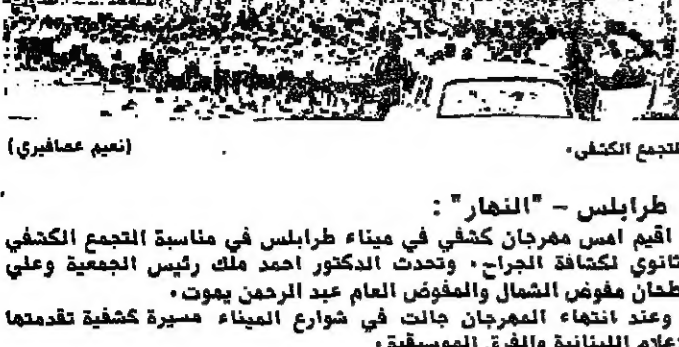 لتجمع الكشفي. (نعيم عصافيري)
طرابلس – "النهار" :
اقيم امس مهرجان كشفي في ميناء طرابلس في مناسبة التجمع الكشفي
ثانوي لكشافة الجراح. وتحدث الدكتور احمد ملك رئيس الجمعية وعلي
طحان مفوض الشمال والمفوض العام عبد الرحمن يموت.
وعند انتهاء المهرجان جالت في شوارع الميناء مسيرة كشفية تقدمتها
اعلام اللبنانية والفرق الموسيقية.